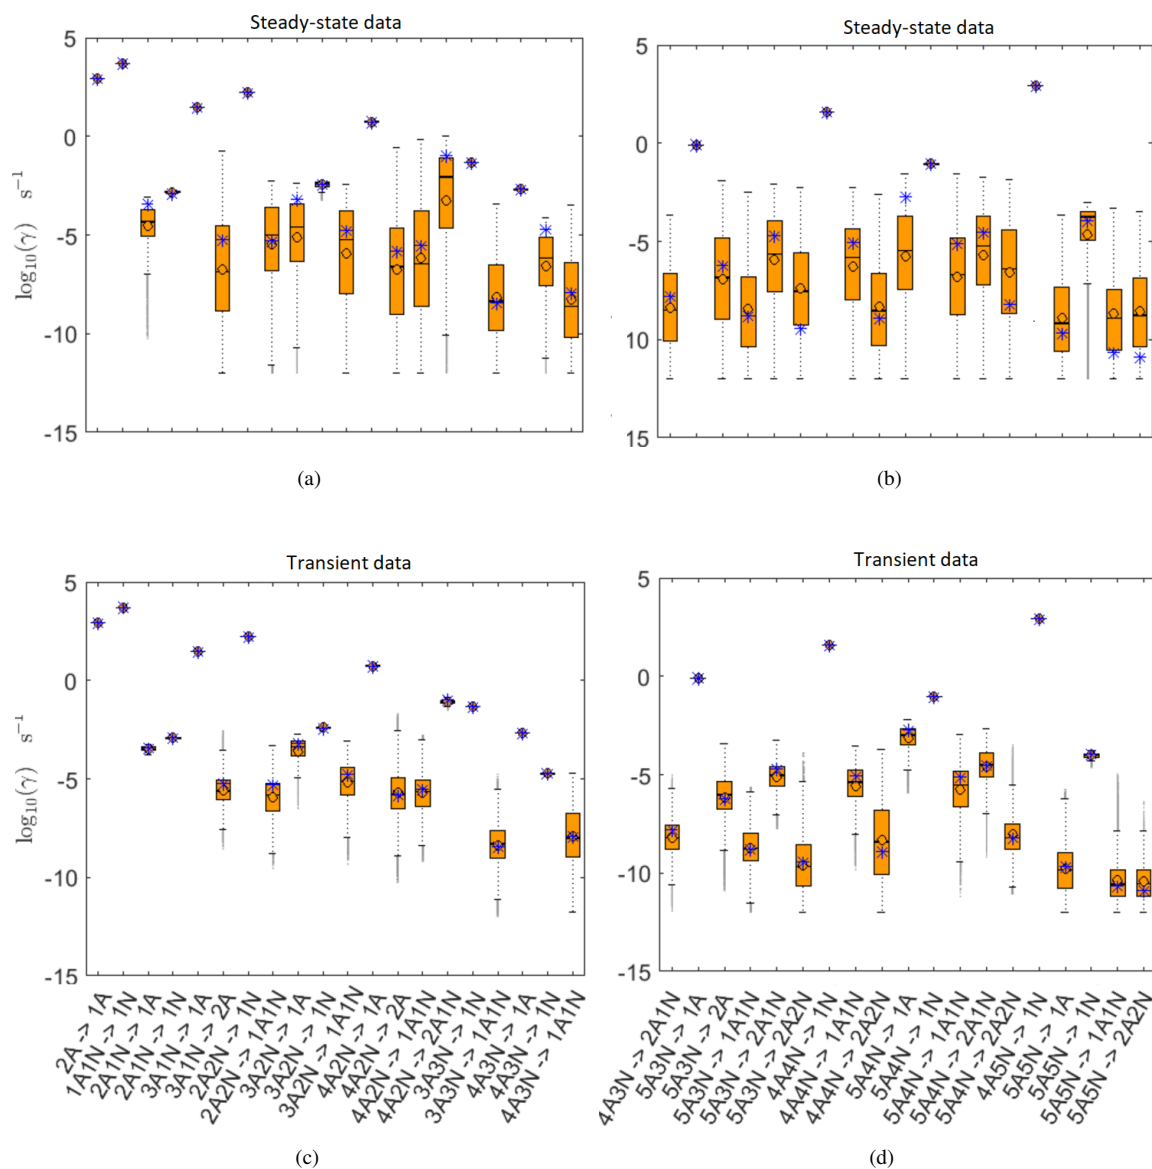 Steady-state data
5
0
-5
-10
-15
log₁₀(γ) s⁻¹
(a)
Steady-state data
5
0
-5
10
15
(b)
Transient data
5
0
-5
-10
-15
log₁₀(γ) s⁻¹
2A -> 1A
1A1N -> 1N
2A1N -> 1A
2A1N -> 1N
3A1N -> 1A
3A1N -> 2A
2A2N -> 1N
2A2N -> 1A1N
3A2N -> 1A
3A2N -> 1N
3A2N -> 1A1N
4A2N -> 1A
4A2N -> 2A
4A2N -> 1A1N
4A2N -> 2A1N
3A3N -> 1N
3A3N -> 1A1N
4A3N -> 1A
4A3N -> 1N
4A3N -> 1A1N
(c)
Transient data
5
0
-5
-10
-15
4A3N -> 2A1N
5A3N -> 1A
5A3N -> 2A
5A3N -> 1A1N
5A3N -> 2A1N
5A3N -> 2A2N
4A4N -> 1N
4A4N -> 1A1N
4A4N -> 2A2N
5A4N -> 1A
5A4N -> 1N
5A4N -> 1A1N
5A4N -> 2A1N
5A4N -> 2A2N
4A5N -> 1N
5A5N -> 1A
5A5N -> 1N
5A5N -> 1A1N
5A5N -> 2A2N
(d)